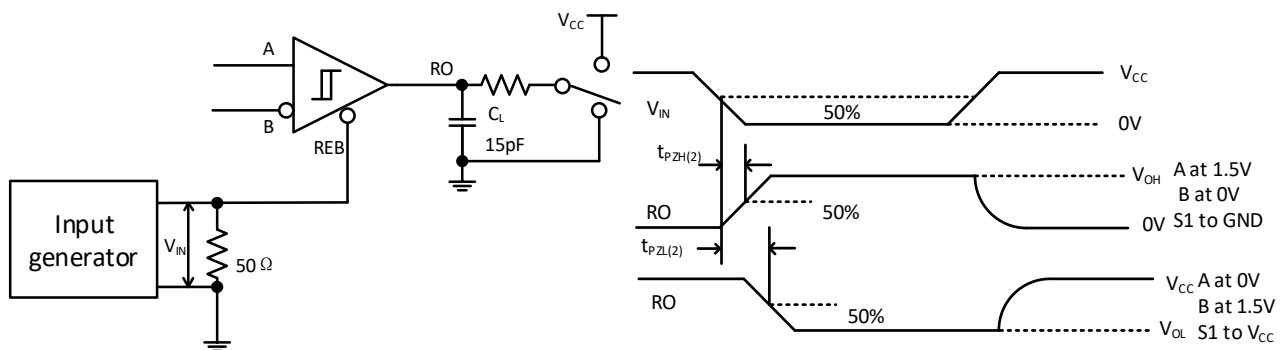 V_CC
A
B
REB
RO
C_L
15pF
Input
generator
V_IN
50 Ω
V_IN
50%
V_CC
0V
t_PZH(2)
RO
50%
V_OH
0V
A at 1.5V
B at 0V
S1 to GND
t_PZL(2)
RO
50%
V_CC
V_OL
A at 0V
B at 1.5V
S1 to V_CC